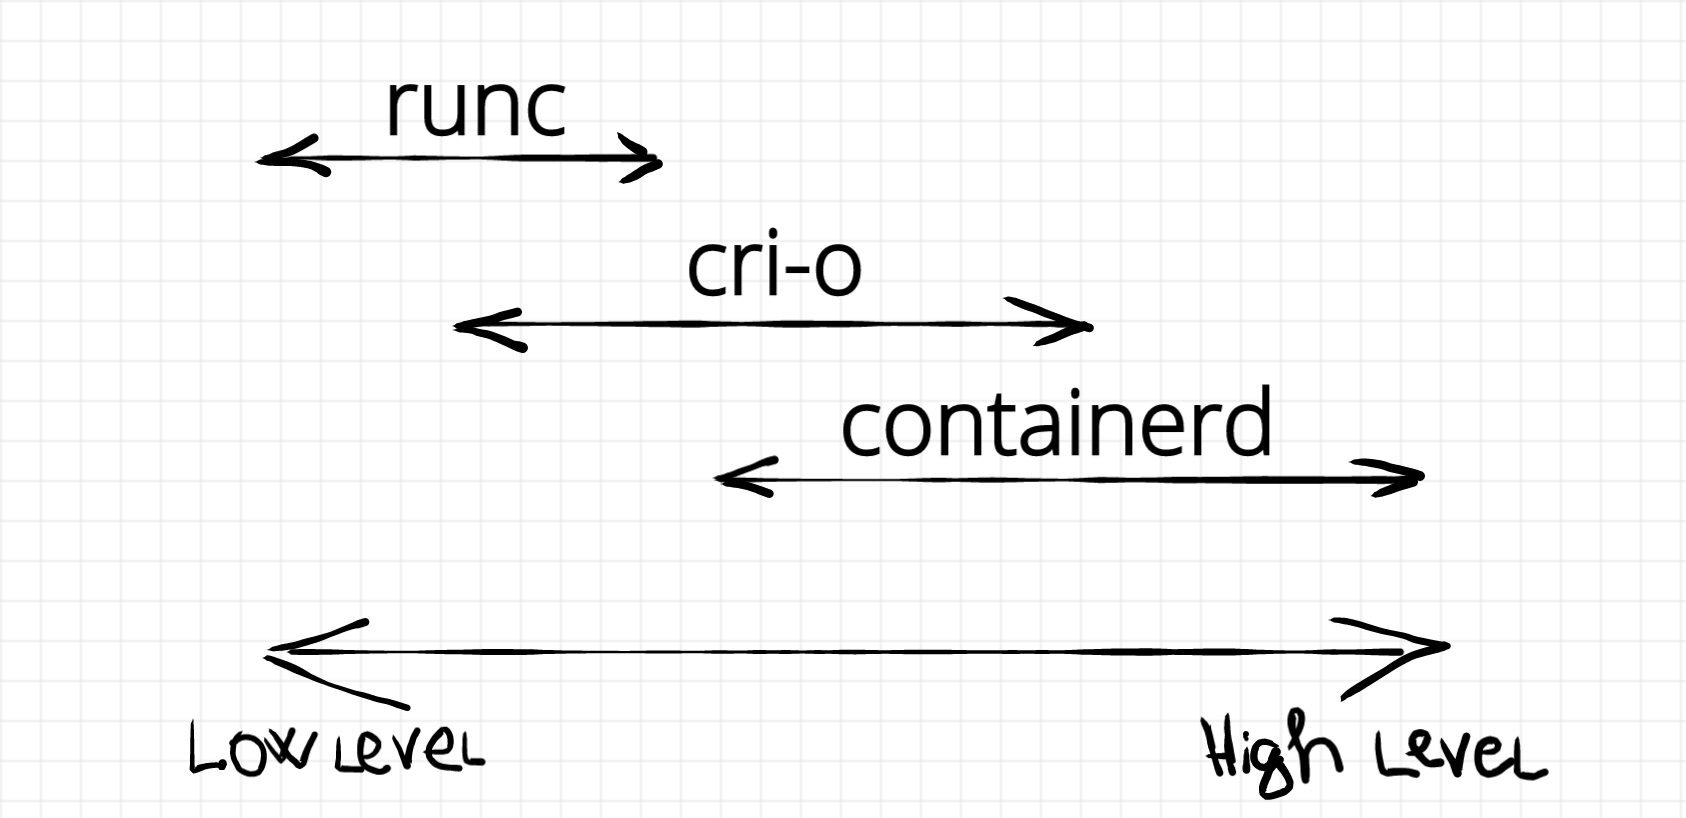 runc
cri-o
containerd
Low Level
High Level